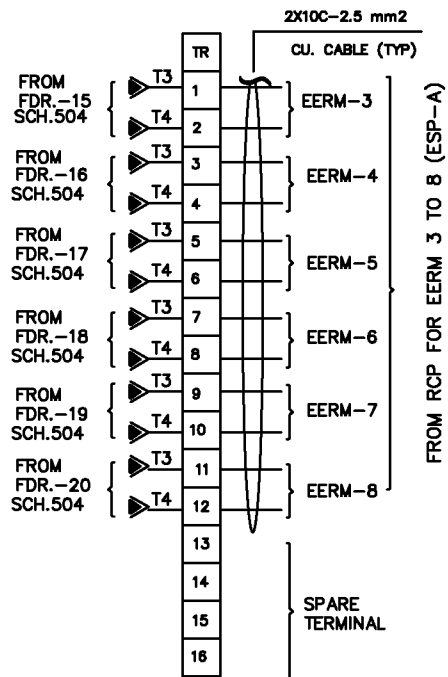 2X10C-2.5 mm2
CU. CABLE (TYP)
TR
FROM
FDR.-15
SCH.504
T3
1
T4
2
EERM-3
FROM
FDR.-16
SCH.504
T3
3
T4
4
EERM-4
FROM
FDR.-17
SCH.504
T3
5
T4
6
EERM-5
FROM
FDR.-18
SCH.504
T3
7
T4
8
EERM-6
FROM
FDR.-19
SCH.504
T3
9
T4
10
EERM-7
FROM
FDR.-20
SCH.504
T3
11
T4
12
EERM-8
13
14
15
16
SPARE
TERMINAL
FROM RCP FOR EERM 3 TO 8 (ESP-A)